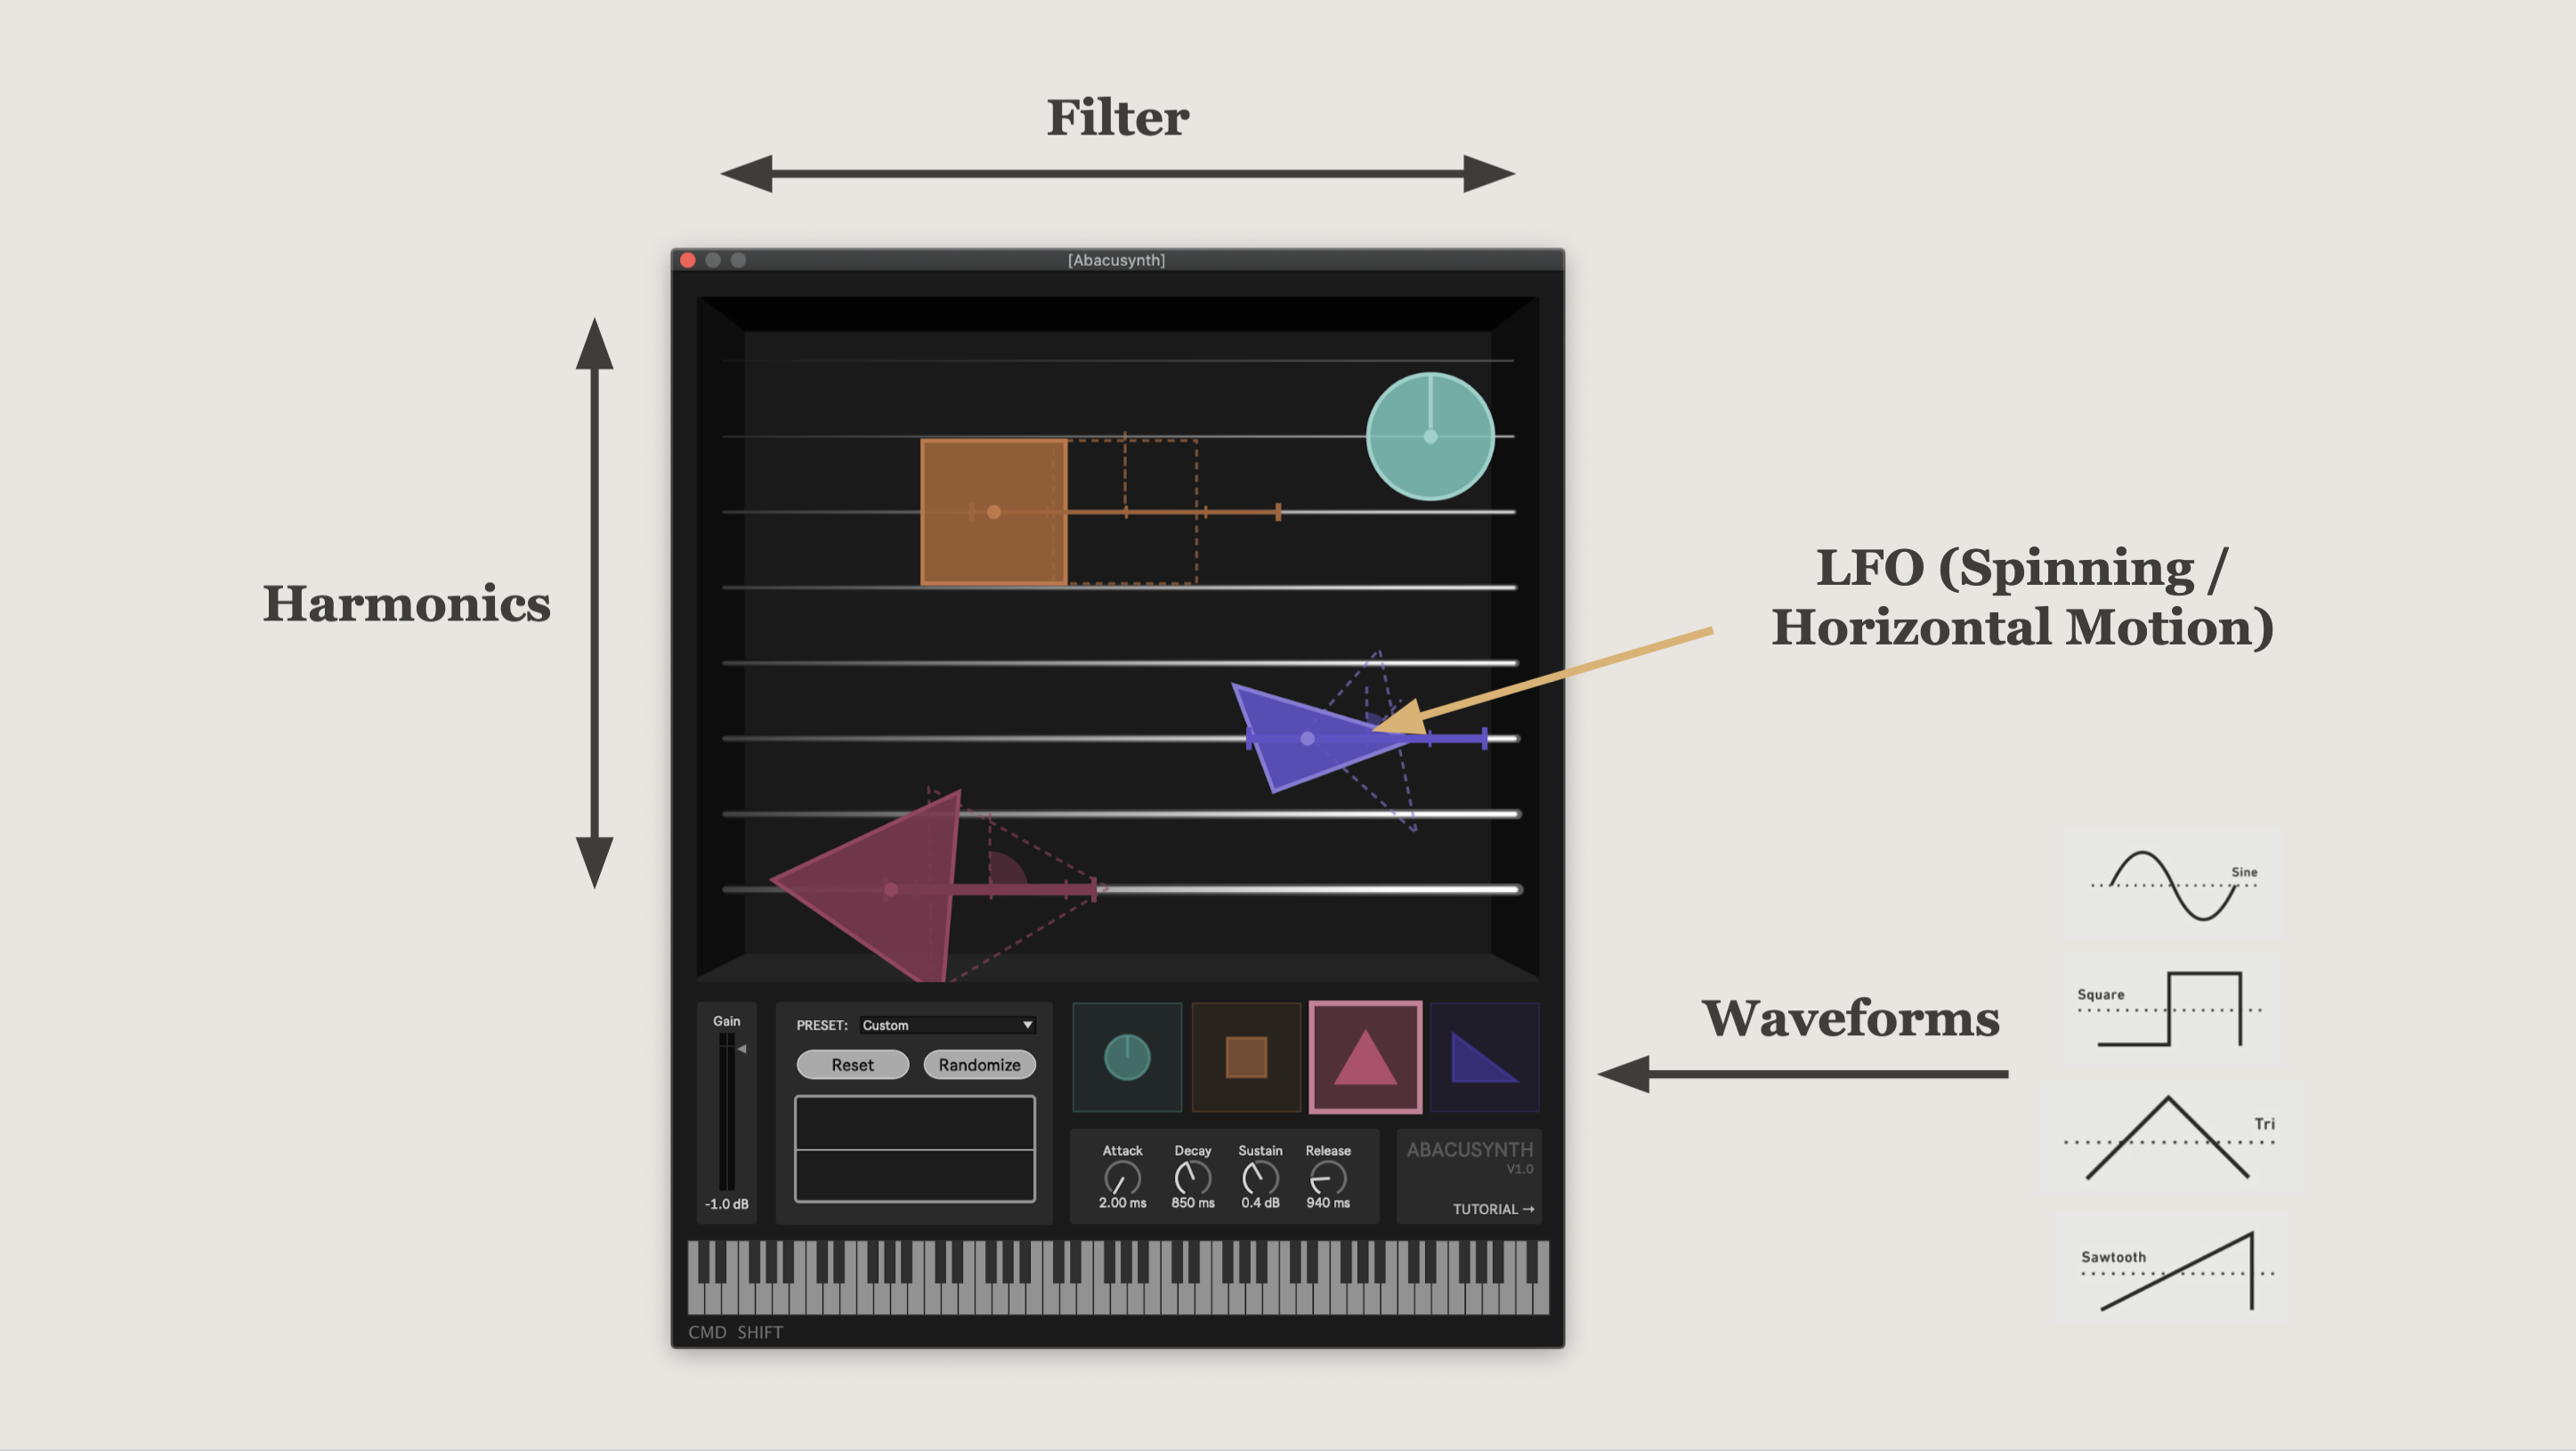 Filter
[Abacusynth]
Harmonics
LFO (Spinning /
Horizontal Motion)
Sine
Square
Waveforms
Tri
Sawtooth
Gain
-1.0 dB
PRESET: Custom
Reset Randomize
Attack Decay Sustain Release
2.00 ms 850 ms 0.4 dB 940 ms
ABACUSYNTH
V1.0
TUTORIAL →
CMD SHIFT